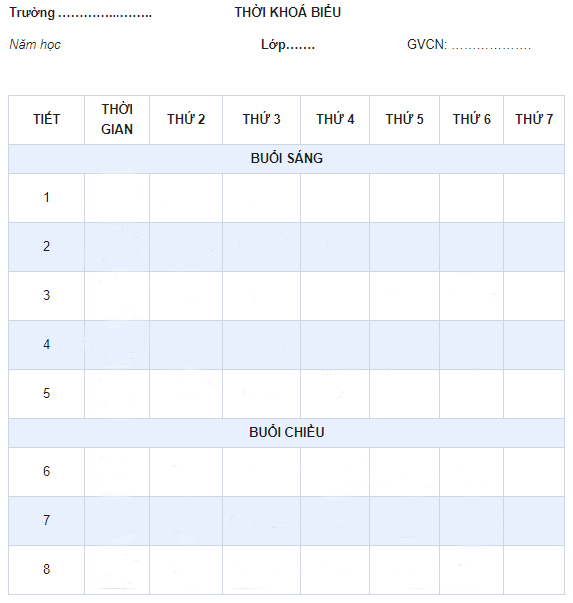 Trường …………...…….. THỜI KHOÁ BIỂU
Năm học Lớp……. GVCN: ……………….
TIẾT THỜI GIAN THỨ 2 THỨ 3 THỨ 4 THỨ 5 THỨ 6 THỨ 7
BUỔI SÁNG
1
2
3
4
5
BUỔI CHIỀU
6
7
8